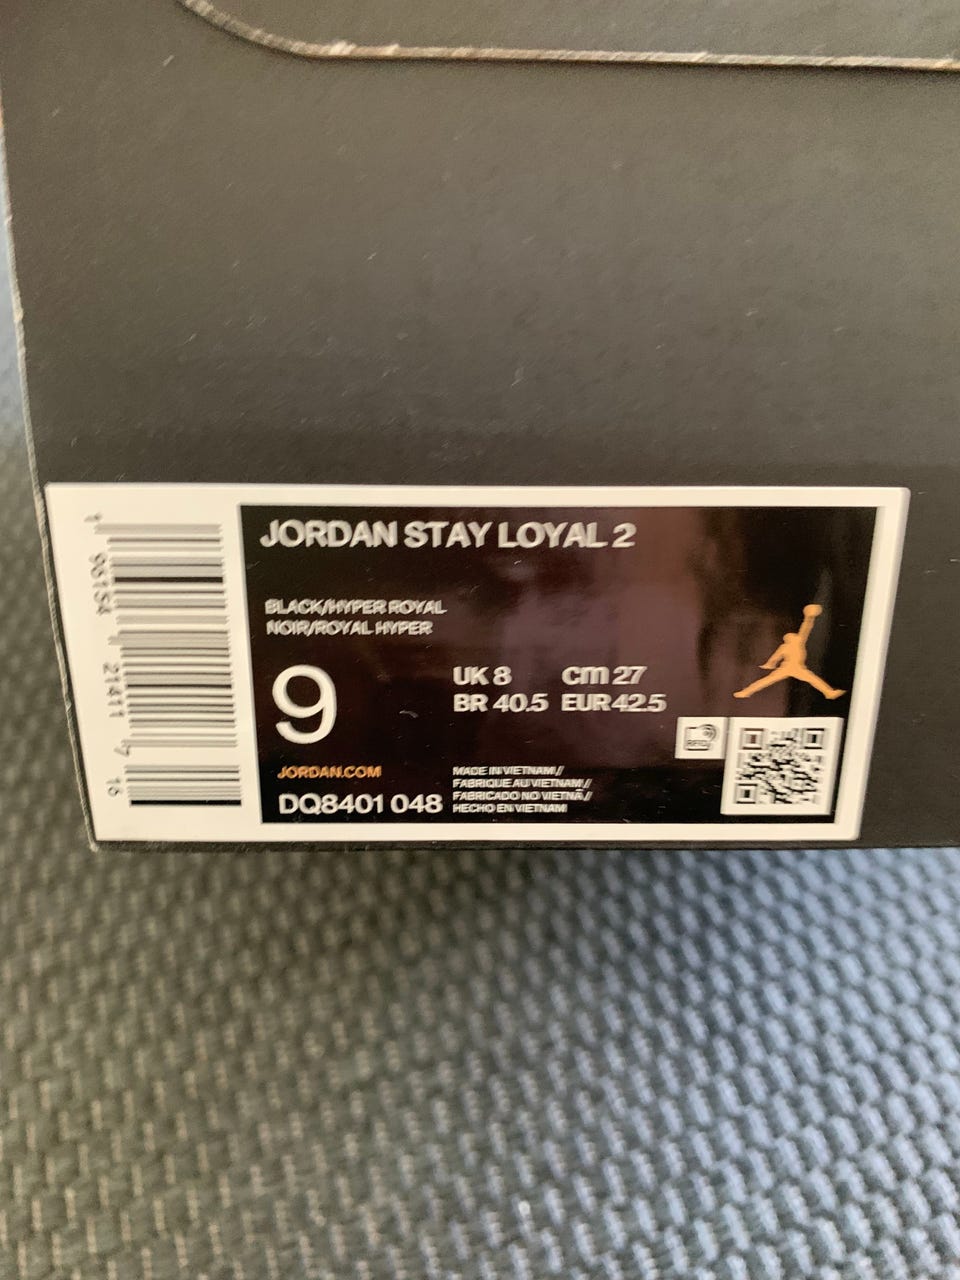 JORDAN STAY LOYAL 2
BLACK/HYPER ROYAL
NOIR/ROYAL HYPER
9
UK 8 cm 27
BR 40.5 EUR 42.5
JORDAN.COM
DQ8401 048
MADE IN VIETNAM /
FABRIQUE AU VIETNAM /
FABRICADO NO VIETNÃ /
HECHO EN VIETNAM
RFID